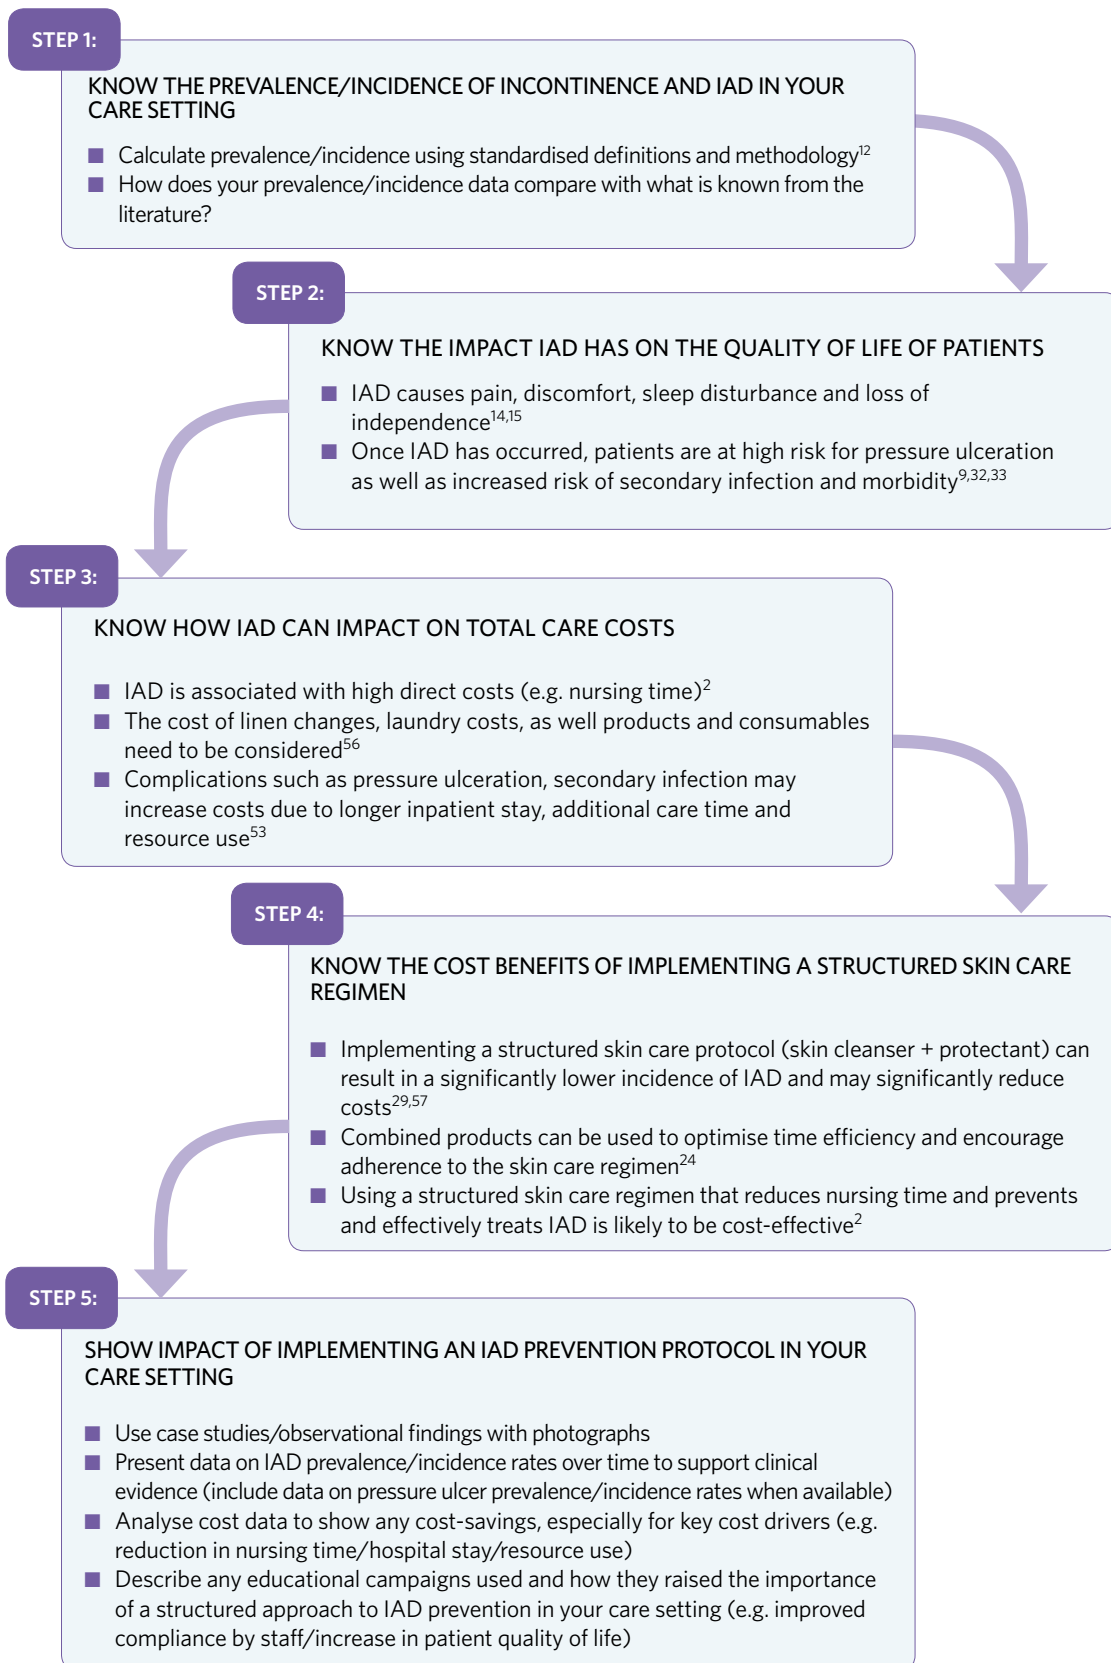 STEP 1:
KNOW THE PREVALENCE/INCIDENCE OF INCONTINENCE AND IAD IN YOUR
CARE SETTING
■ Calculate prevalence/incidence using standardised definitions and methodology12
■ How does your prevalence/incidence data compare with what is known from the
literature?
STEP 2:
KNOW THE IMPACT IAD HAS ON THE QUALITY OF LIFE OF PATIENTS
■ IAD causes pain, discomfort, sleep disturbance and loss of
independence14,15
■ Once IAD has occurred, patients are at high risk for pressure ulceration
as well as increased risk of secondary infection and morbidity9,32,33
STEP 3:
KNOW HOW IAD CAN IMPACT ON TOTAL CARE COSTS
■ IAD is associated with high direct costs (e.g. nursing time)2
■ The cost of linen changes, laundry costs, as well products and consumables
need to be considered56
■ Complications such as pressure ulceration, secondary infection may
increase costs due to longer inpatient stay, additional care time and
resource use53
STEP 4:
KNOW THE COST BENEFITS OF IMPLEMENTING A STRUCTURED SKIN CARE
REGIMEN
■ Implementing a structured skin care protocol (skin cleanser + protectant) can
result in a significantly lower incidence of IAD and may significantly reduce
costs29,57
■ Combined products can be used to optimise time efficiency and encourage
adherence to the skin care regimen24
■ Using a structured skin care regimen that reduces nursing time and prevents
and effectively treats IAD is likely to be cost-effective2
STEP 5:
SHOW IMPACT OF IMPLEMENTING AN IAD PREVENTION PROTOCOL IN YOUR
CARE SETTING
■ Use case studies/observational findings with photographs
■ Present data on IAD prevalence/incidence rates over time to support clinical
evidence (include data on pressure ulcer prevalence/incidence rates when available)
■ Analyse cost data to show any cost-savings, especially for key cost drivers (e.g.
reduction in nursing time/hospital stay/resource use)
■ Describe any educational campaigns used and how they raised the importance
of a structured approach to IAD prevention in your care setting (e.g. improved
compliance by staff/increase in patient quality of life)